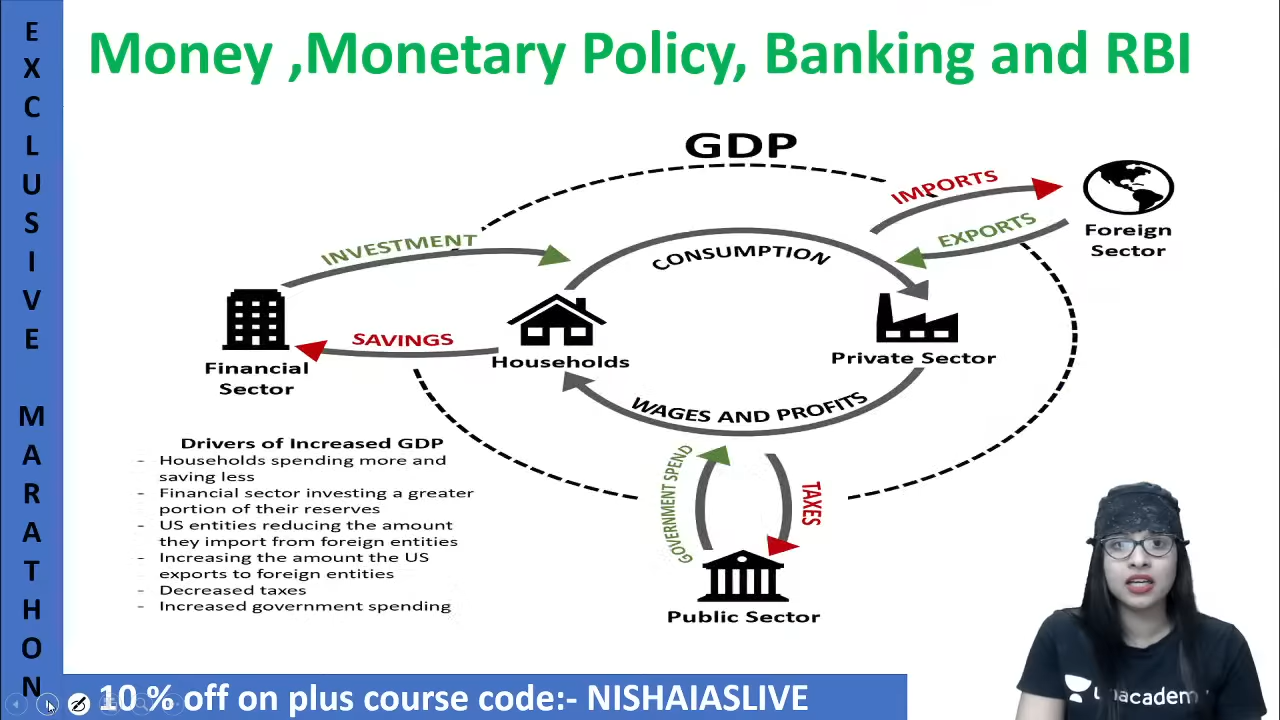 EXCLUSIVE MARATHON
Money ,Monetary Policy, Banking and RBI
GDP
IMPORTS
EXPORTS
Foreign
Sector
INVESTMENT
CONSUMPTION
SAVINGS
Financial
Sector
Households
Private Sector
WAGES AND PROFITS
GOVERNMENT SPEND
TAXES
Public Sector
Drivers of Increased GDP
- Households spending more and
saving less
- Financial sector investing a greater
portion of their reserves
- US entities reducing the amount
they import from foreign entities
- Increasing the amount the US
exports to foreign entities
- Decreased taxes
- Increased government spending
unacademy
10 % off on plus course code:- NISHAIASLIVE